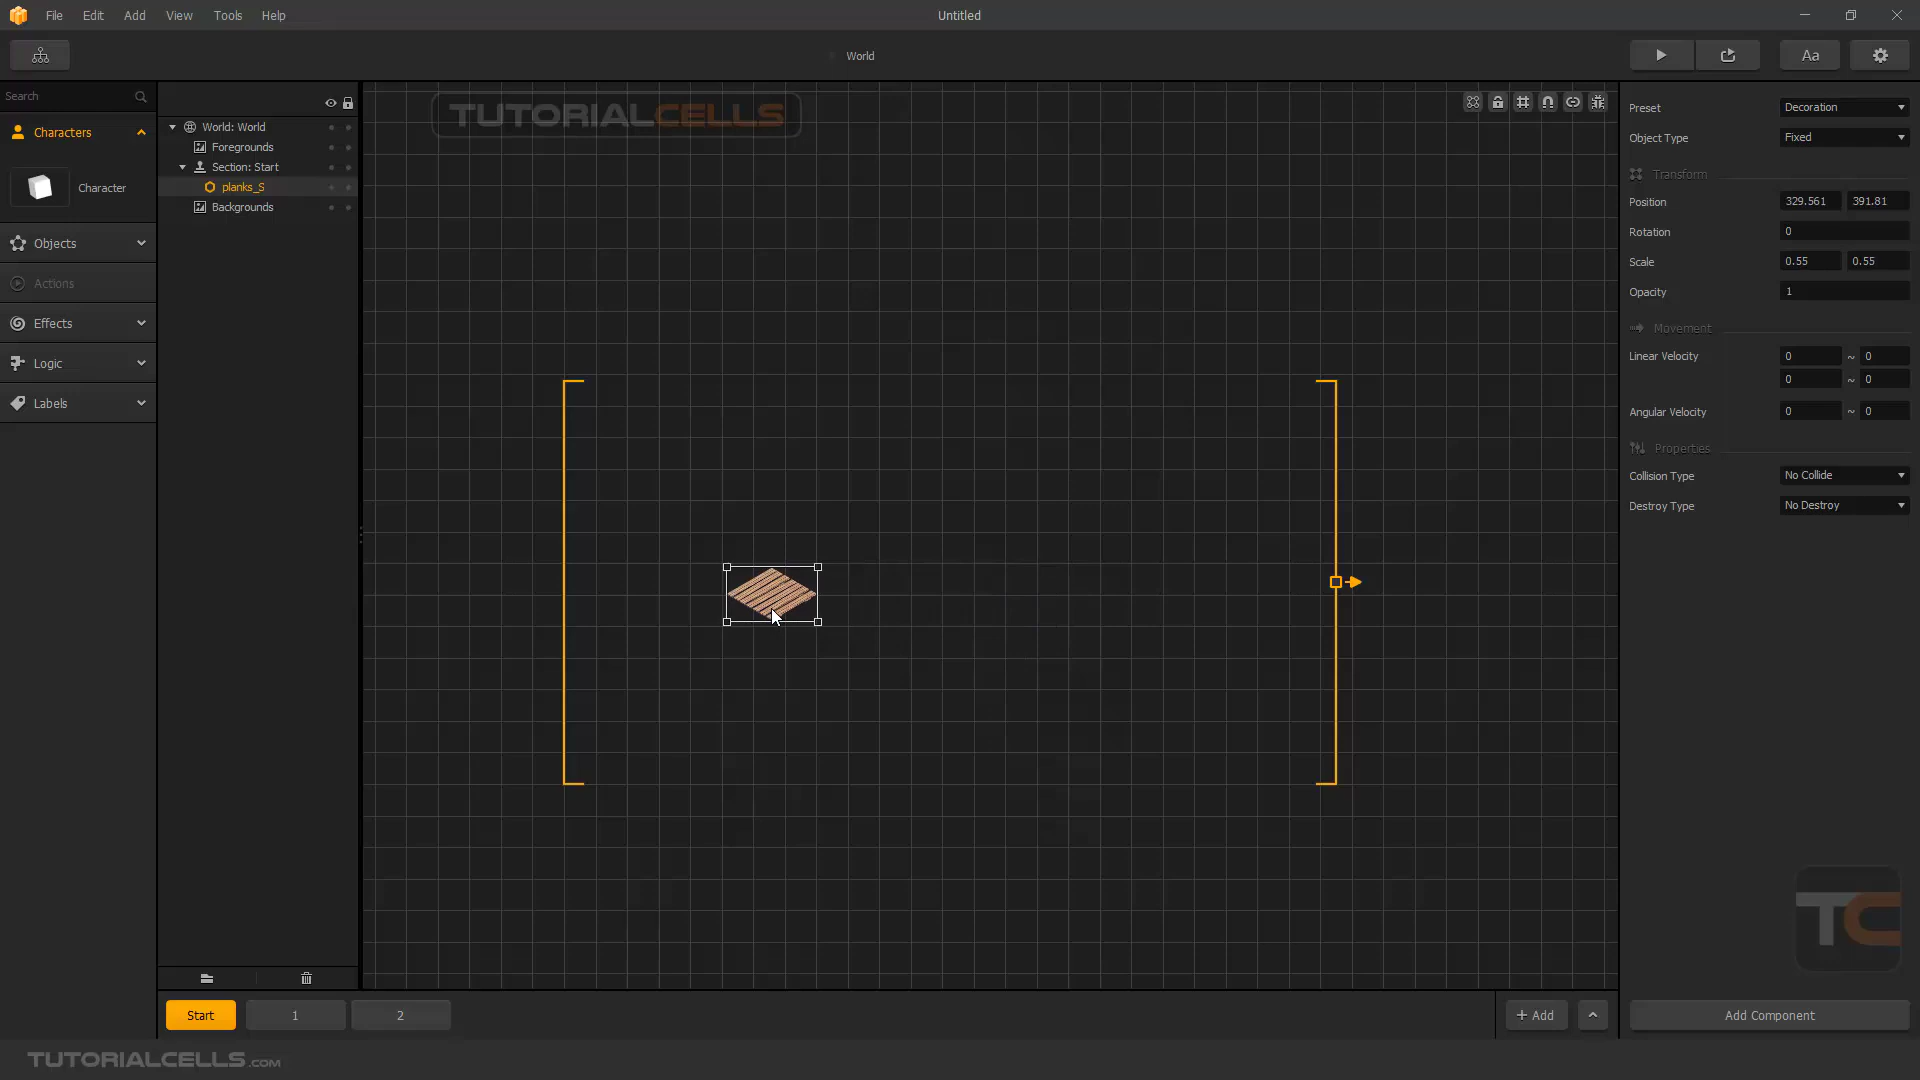 File Edit Add View Tools Help
Untitled
World
Aa
Search
Characters
Character
Objects
Actions
Effects
Logic
Labels
World: World
Foregrounds
Section: Start
planks_S
Backgrounds
TUTORIALCELLS
Preset Decoration
Object Type Fixed
Transform
Position 329.561 391.81
Rotation 0
Scale 0.55 0.55
Opacity 1
Movement
Linear Velocity 0 ~ 0
0 ~ 0
Angular Velocity 0 ~ 0
Properties
Collision Type No Collide
Destroy Type No Destroy
TC
Start 1 2
+ Add
Add Component
TUTORIALCELLS.COM